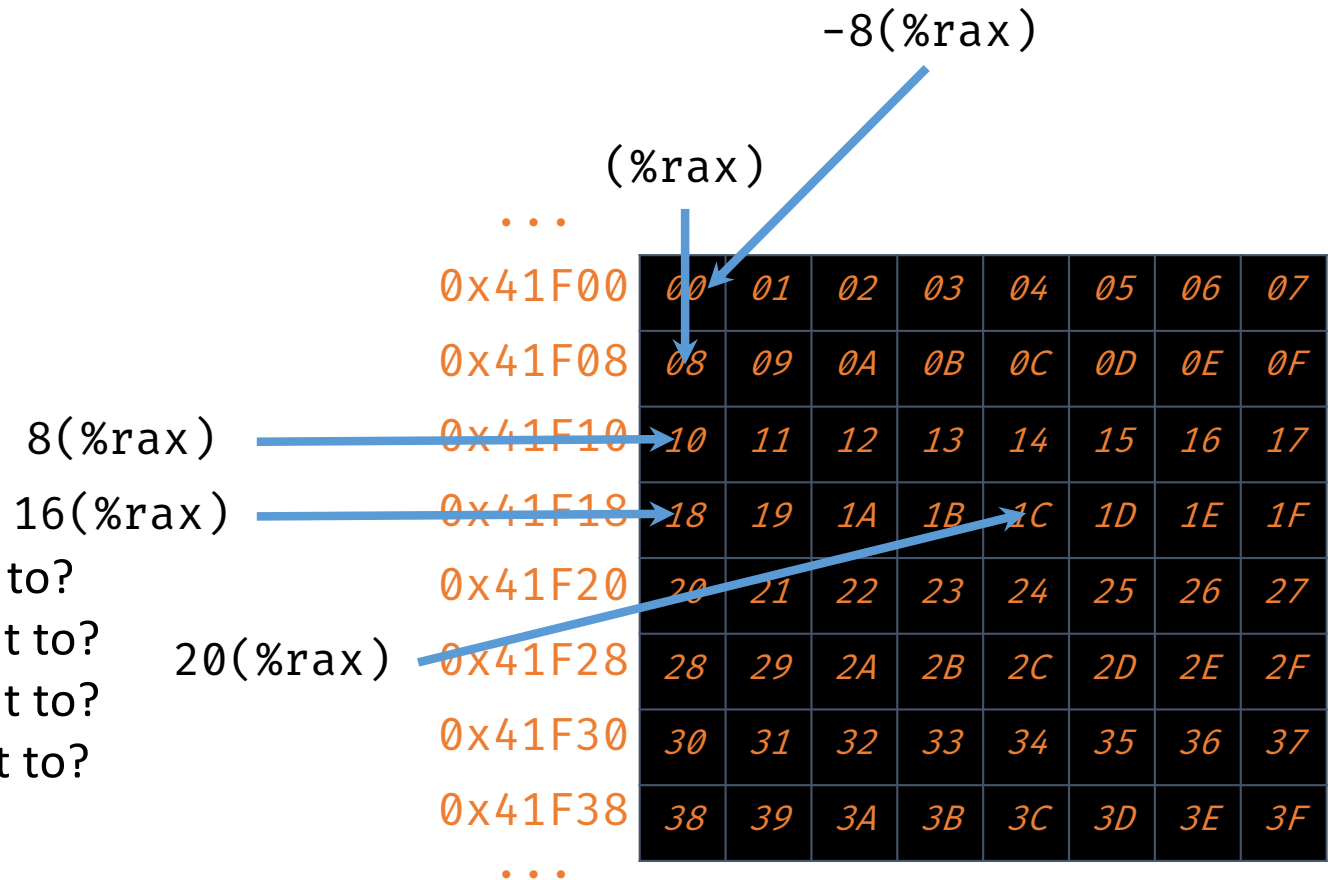 -8(%rax)
(%rax)
...
0x41F00 00 01 02 03 04 05 06 07
0x41F08 08 09 0A 0B 0C 0D 0E 0F
8(%rax) 0x41F10 10 11 12 13 14 15 16 17
16(%rax) 0x41F18 18 19 1A 1B 1C 1D 1E 1F
to?
0x41F20 20 21 22 23 24 25 26 27
t to?
20(%rax) 0x41F28 28 29 2A 2B 2C 2D 2E 2F
t to?
0x41F30 30 31 32 33 34 35 36 37
t to?
0x41F38 38 39 3A 3B 3C 3D 3E 3F
...